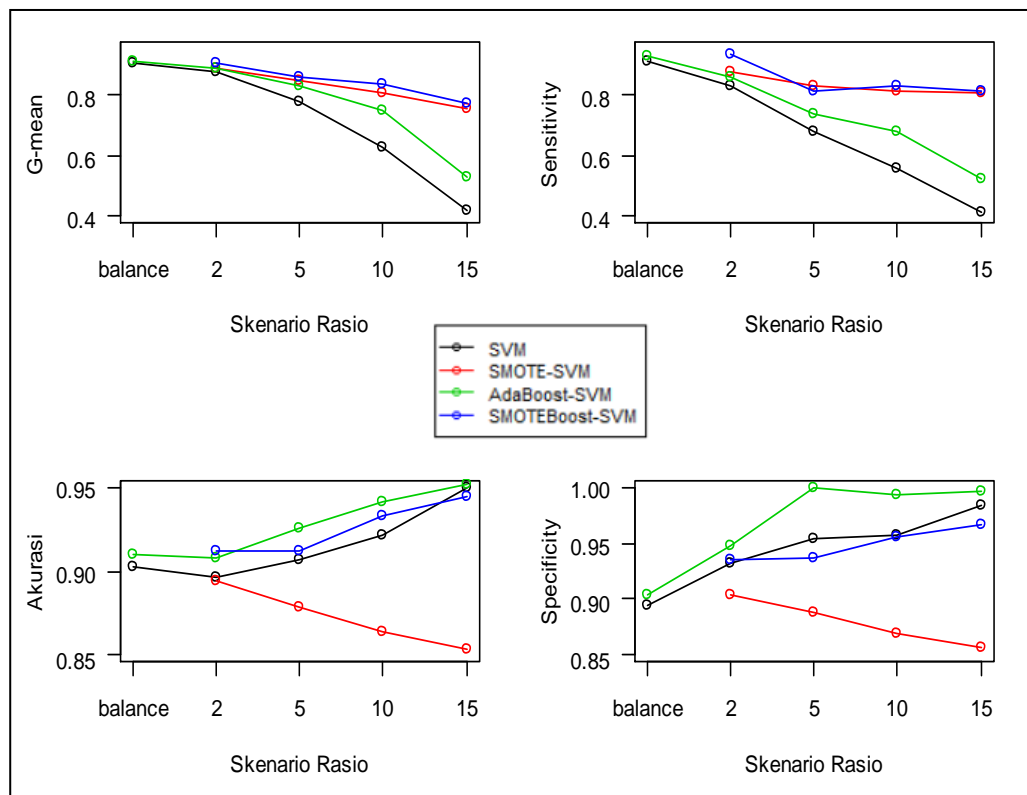 G-mean
0.8
0.6
0.4
balance 2 5 10 15
Skenario Rasio
Sensitivity
0.8
0.6
0.4
balance 2 5 10 15
Skenario Rasio
SVM
SMOTE-SVM
AdaBoost-SVM
SMOTEBoost-SVM
Akurasi
0.95
0.90
0.85
balance 2 5 10 15
Skenario Rasio
Specificity
1.00
0.95
0.90
0.85
balance 2 5 10 15
Skenario Rasio